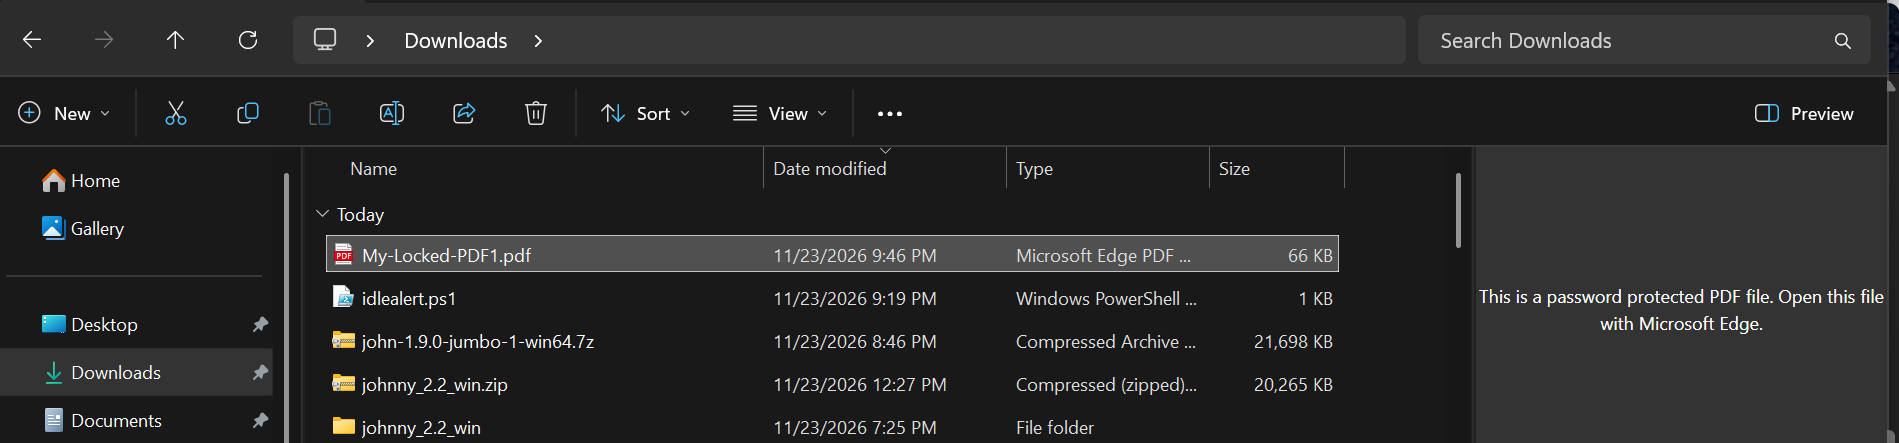 Downloads
Search Downloads
New
Sort
View
Preview
Home
Gallery
Desktop
Downloads
Documents
Name Date modified Type Size
Today
PDF My-Locked-PDF1.pdf 11/23/2026 9:46 PM Microsoft Edge PDF ... 66 KB
idlealert.ps1 11/23/2026 9:19 PM Windows PowerShell ... 1 KB
john-1.9.0-jumbo-1-win64.7z 11/23/2026 8:46 PM Compressed Archive ... 21,698 KB
johnny_2.2_win.zip 11/23/2026 12:27 PM Compressed (zipped)... 20,265 KB
johnny_2.2_win 11/23/2026 7:25 PM File folder
This is a password protected PDF file. Open this file
with Microsoft Edge.